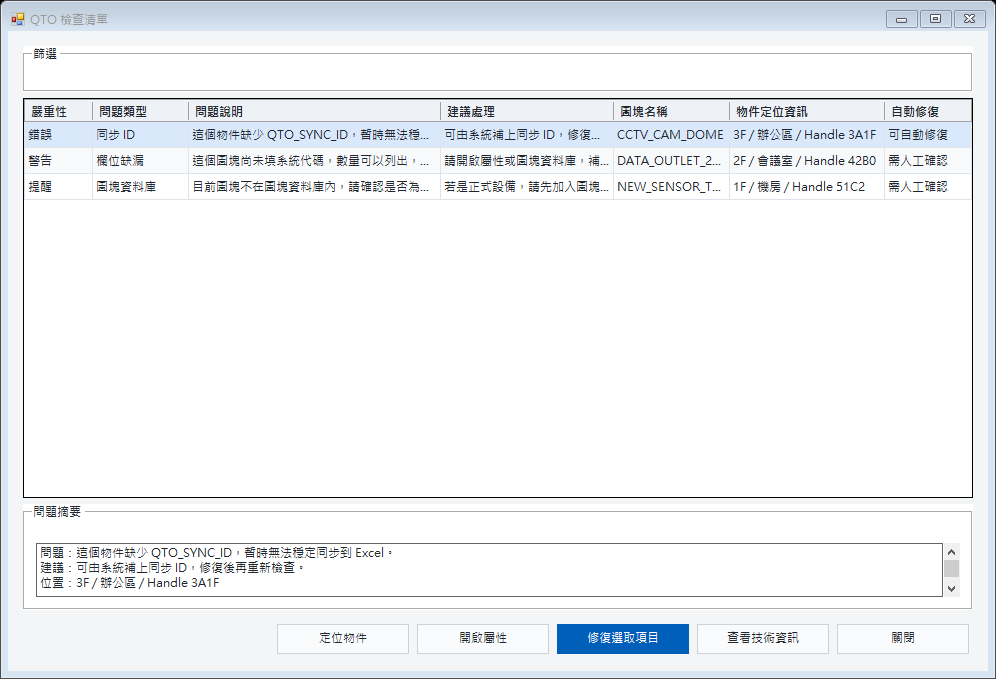 QTO 檢查清單
篩選
嚴重性 問題類型 問題說明 建議處理 圖塊名稱 物件定位資訊 自動修復
錯誤 同步 ID 這個物件缺少 QTO_SYNC_ID，暫時無法穩... 可由系統補上同步 ID，修復... CCTV_CAM_DOME 3F / 辦公區 / Handle 3A1F 可自動修復
警告 欄位缺漏 這個圖塊尚未填系統代碼，數量可以列出，... 請開啟屬性或圖塊資料庫，補... DATA_OUTLET_2... 2F / 會議室 / Handle 42B0 需人工確認
提醒 圖塊資料庫 目前圖塊不在圖塊資料庫內，請確認是否為... 若是正式設備，請先加入圖塊... NEW_SENSOR_T... 1F / 機房 / Handle 51C2 需人工確認
問題摘要
問題：這個物件缺少 QTO_SYNC_ID，暫時無法穩定同步到 Excel。
建議：可由系統補上同步 ID，修復後再重新檢查。
位置：3F / 辦公區 / Handle 3A1F
定位物件 開啟屬性 修復選取項目 查看技術資訊 關閉